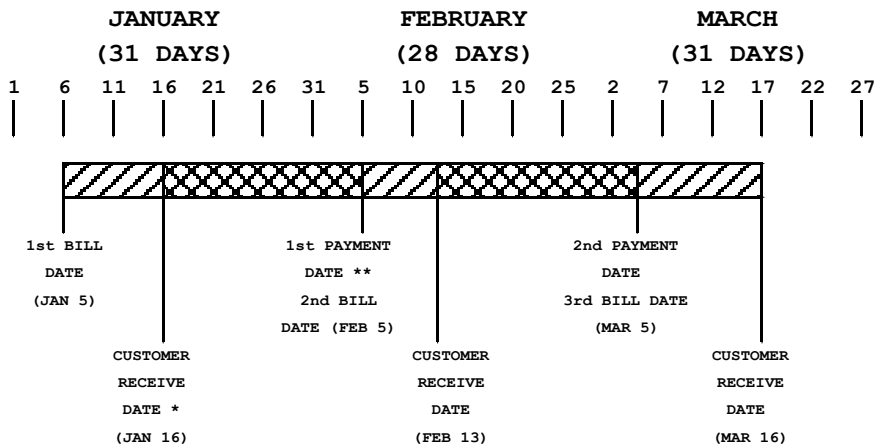 JANUARY FEBRUARY MARCH
(31 DAYS) (28 DAYS) (31 DAYS)
1 6 11 16 21 26 31 5 10 15 20 25 2 7 12 17 22 27
1st BILL
DATE
(JAN 5)
1st PAYMENT
DATE **
2nd BILL
DATE (FEB 5)
2nd PAYMENT
DATE
3rd BILL DATE
(MAR 5)
CUSTOMER
RECEIVE
DATE *
(JAN 16)
CUSTOMER
RECEIVE
DATE
(FEB 13)
CUSTOMER
RECEIVE
DATE
(MAR 16)